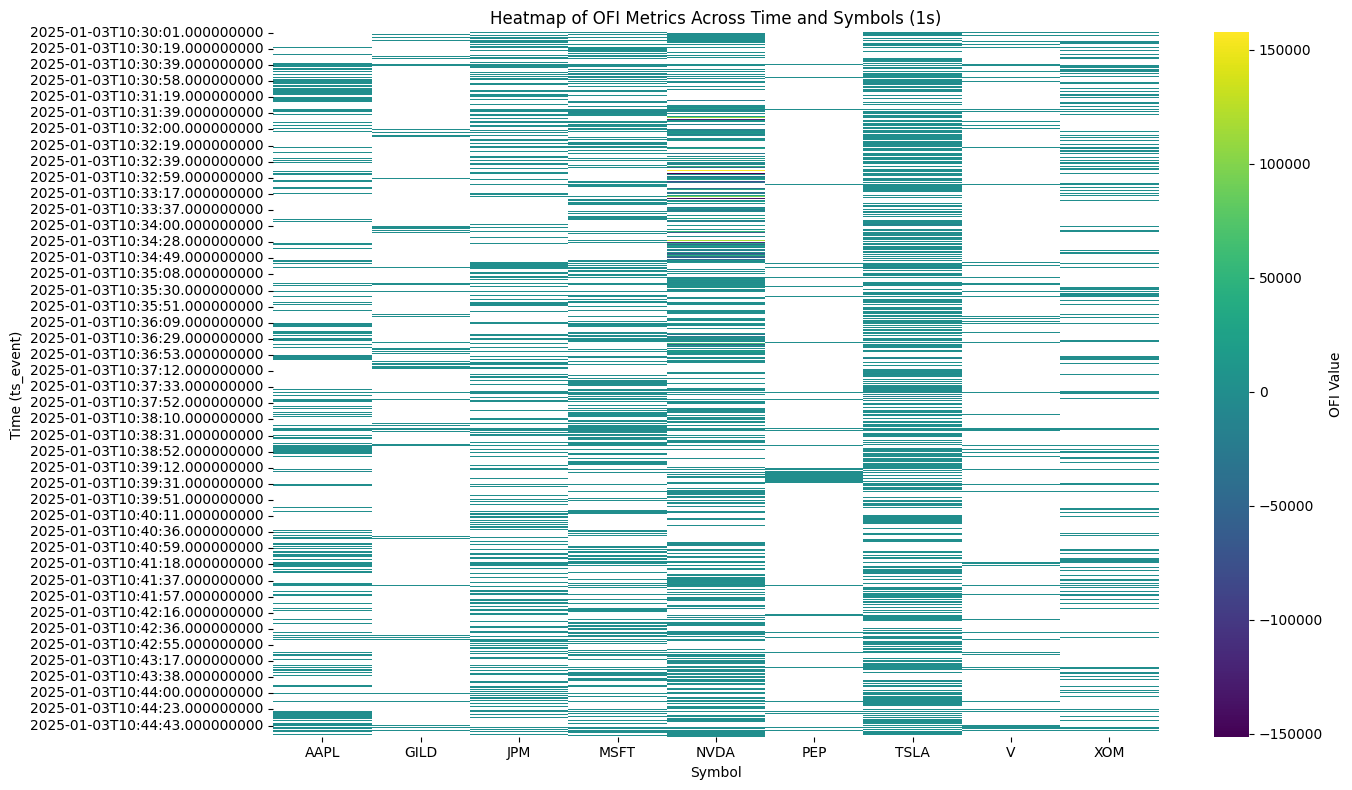 Heatmap of OFI Metrics Across Time and Symbols (1s)
Time (ts_event)
2025-01-03T10:30:01.000000000
2025-01-03T10:30:19.000000000
2025-01-03T10:30:39.000000000
2025-01-03T10:30:58.000000000
2025-01-03T10:31:19.000000000
2025-01-03T10:31:39.000000000
2025-01-03T10:32:00.000000000
2025-01-03T10:32:19.000000000
2025-01-03T10:32:39.000000000
2025-01-03T10:32:59.000000000
2025-01-03T10:33:17.000000000
2025-01-03T10:33:37.000000000
2025-01-03T10:34:00.000000000
2025-01-03T10:34:28.000000000
2025-01-03T10:34:49.000000000
2025-01-03T10:35:08.000000000
2025-01-03T10:35:30.000000000
2025-01-03T10:35:51.000000000
2025-01-03T10:36:09.000000000
2025-01-03T10:36:29.000000000
2025-01-03T10:36:53.000000000
2025-01-03T10:37:12.000000000
2025-01-03T10:37:33.000000000
2025-01-03T10:37:52.000000000
2025-01-03T10:38:10.000000000
2025-01-03T10:38:31.000000000
2025-01-03T10:38:52.000000000
2025-01-03T10:39:12.000000000
2025-01-03T10:39:31.000000000
2025-01-03T10:39:51.000000000
2025-01-03T10:40:11.000000000
2025-01-03T10:40:36.000000000
2025-01-03T10:40:59.000000000
2025-01-03T10:41:18.000000000
2025-01-03T10:41:37.000000000
2025-01-03T10:41:57.000000000
2025-01-03T10:42:16.000000000
2025-01-03T10:42:36.000000000
2025-01-03T10:42:55.000000000
2025-01-03T10:43:17.000000000
2025-01-03T10:43:38.000000000
2025-01-03T10:44:00.000000000
2025-01-03T10:44:23.000000000
2025-01-03T10:44:43.000000000
AAPL GILD JPM MSFT NVDA PEP TSLA V XOM
Symbol
150000
100000
50000
0
−50000
−100000
−150000
OFI Value